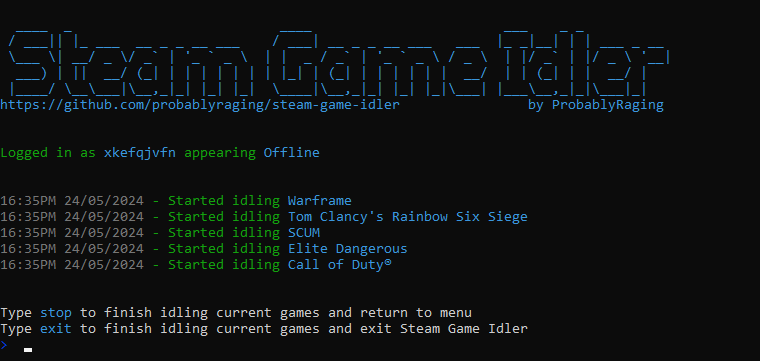 Steam Game Idler
https://github.com/probablyraging/steam-game-idler by ProbablyRaging
Logged in as xkefqjvfn appearing Offline
16:35PM 24/05/2024 - Started idling Warframe
16:35PM 24/05/2024 - Started idling Tom Clancy's Rainbow Six Siege
16:35PM 24/05/2024 - Started idling SCUM
16:35PM 24/05/2024 - Started idling Elite Dangerous
16:35PM 24/05/2024 - Started idling Call of Duty®
Type stop to finish idling current games and return to menu
Type exit to finish idling current games and exit Steam Game Idler
>